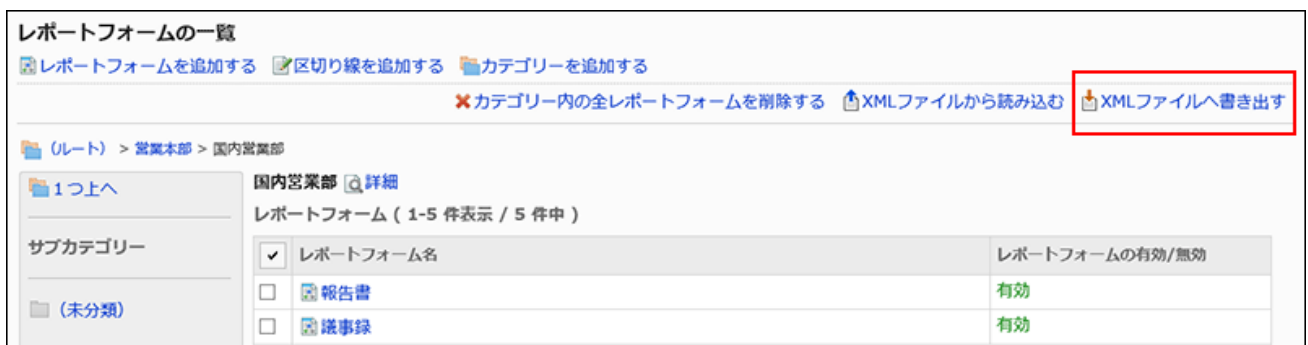 レポートフォームの一覧
レポートフォームを追加する 区切り線を追加する カテゴリーを追加する
カテゴリー内の全レポートフォームを削除する XMLファイルから読み込む XMLファイルへ書き出す
(ルート) > 営業本部 > 国内営業部
1つ上へ
サブカテゴリー
(未分類)
国内営業部 詳細
レポートフォーム ( 1-5 件表示 / 5 件中 )
レポートフォーム名 レポートフォームの有効/無効
報告書 有効
議事録 有効